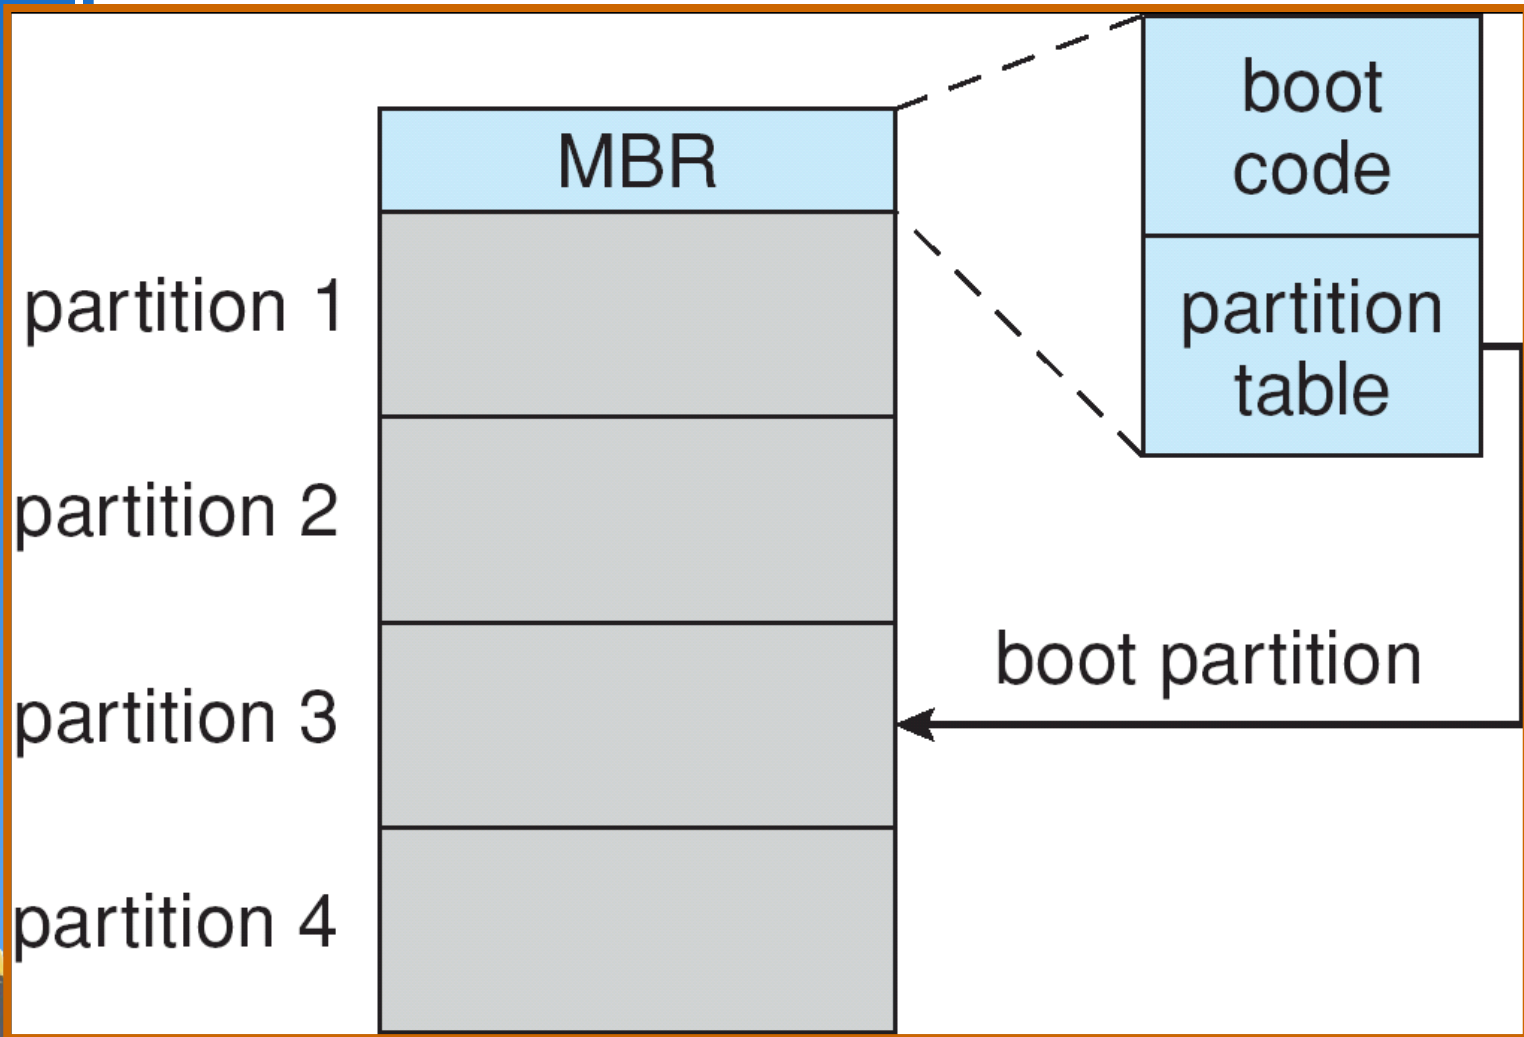 MBR
boot
code
partition
table
partition 1
partition 2
partition 3
partition 4
boot partition